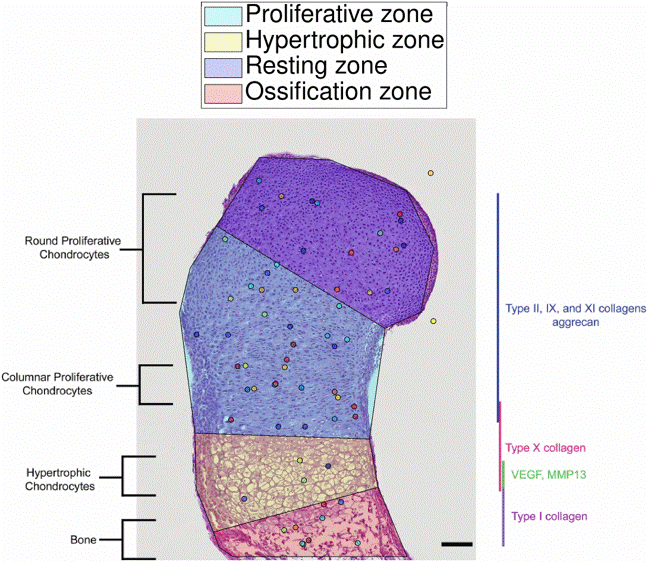 Proliferative zone
Hypertrophic zone
Resting zone
Ossification zone
Round Proliferative
Chondrocytes
Columnar Proliferative
Chondrocytes
Hypertrophic
Chondrocytes
Bone
Type II, IX, and XI collagens
aggrecan
Type X collagen
VEGF, MMP13
Type I collagen